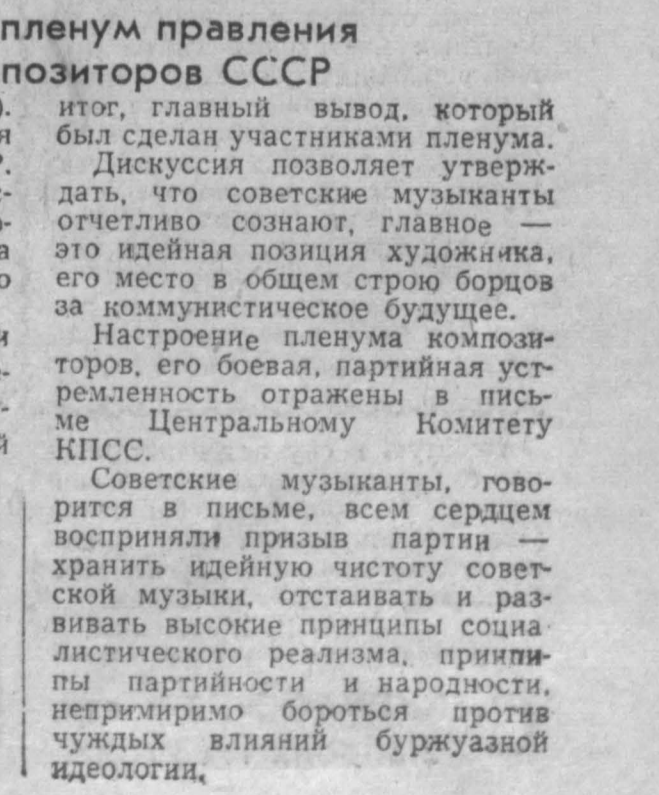 пленум правления
позиторов СССР
итог, главный вывод, который
был сделан участниками пленума.
Дискуссия позволяет утверж-
дать, что советские музыканты
отчетливо сознают, главное —
это идейная позиция художника,
его место в общем строю борцов
за коммунистическое будущее.
Настроение пленума компози-
торов, его боевая, партийная уст-
ремленность отражены в пись-
ме Центральному Комитету
КПСС.
Советские музыканты, гово-
рится в письме, всем сердцем
восприняли призыв партии —
хранить идейную чистоту совет-
ской музыки, отстаивать и раз-
вивать высокие принципы социа-
листического реализма, принци-
пы партийности и народности,
непримиримо бороться против
чуждых влияний буржуазной
идеологии.